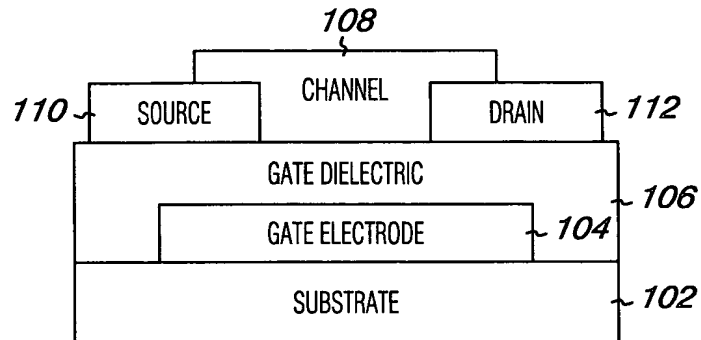 108
CHANNEL
110
SOURCE
DRAIN
112
GATE DIELECTRIC
106
GATE ELECTRODE
104
SUBSTRATE
102